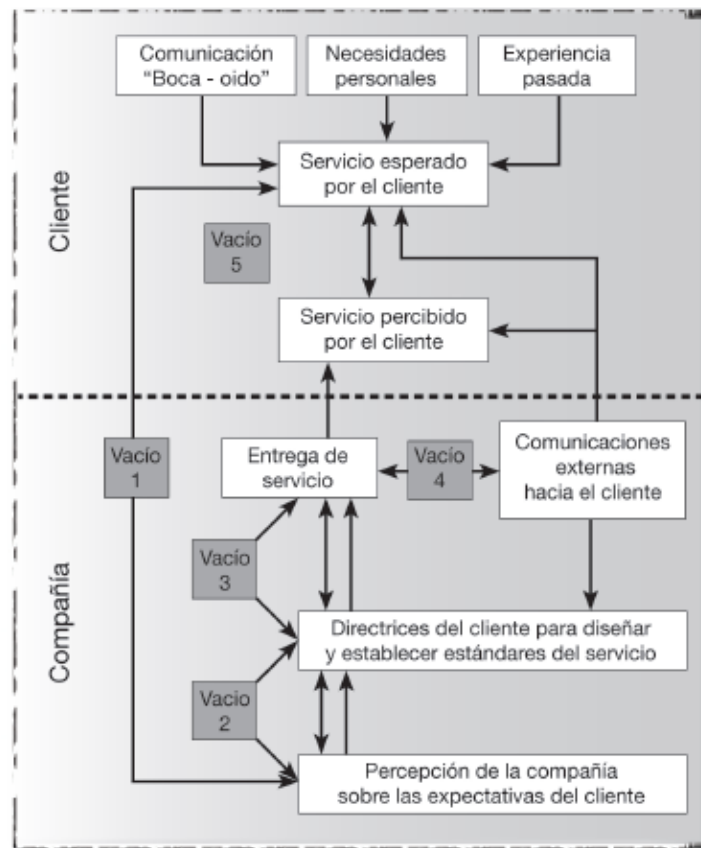 Comunicación
"Boca - oido"
Necesidades
personales
Experiencia
pasada
Servicio esperado
por el cliente
Cliente
Vacío
5
Servicio percibido
por el cliente
Vacío
1
Entrega de
servicio
Vacío
4
Comunicaciones
externas
hacia el cliente
Compañía
Vacío
3
Directrices del cliente para diseñar
y establecer estándares del servicio
Vacio
2
Percepción de la compañía
sobre las expectativas del cliente